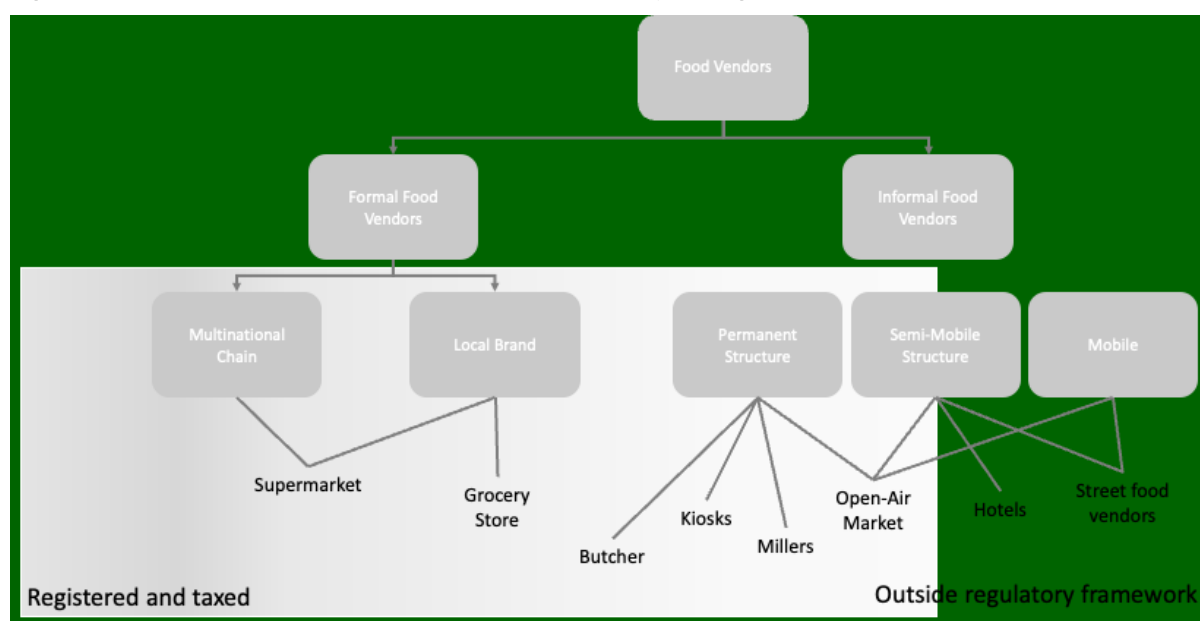 Food Vendors
Formal Food
Vendors
Informal Food
Vendors
Multinational
Chain
Local Brand
Permanent
Structure
Semi-Mobile
Structure
Mobile
Supermarket
Grocery
Store
Butcher
Kiosks
Millers
Open-Air
Market
Hotels
Street food
vendors
Registered and taxed
Outside regulatory framework